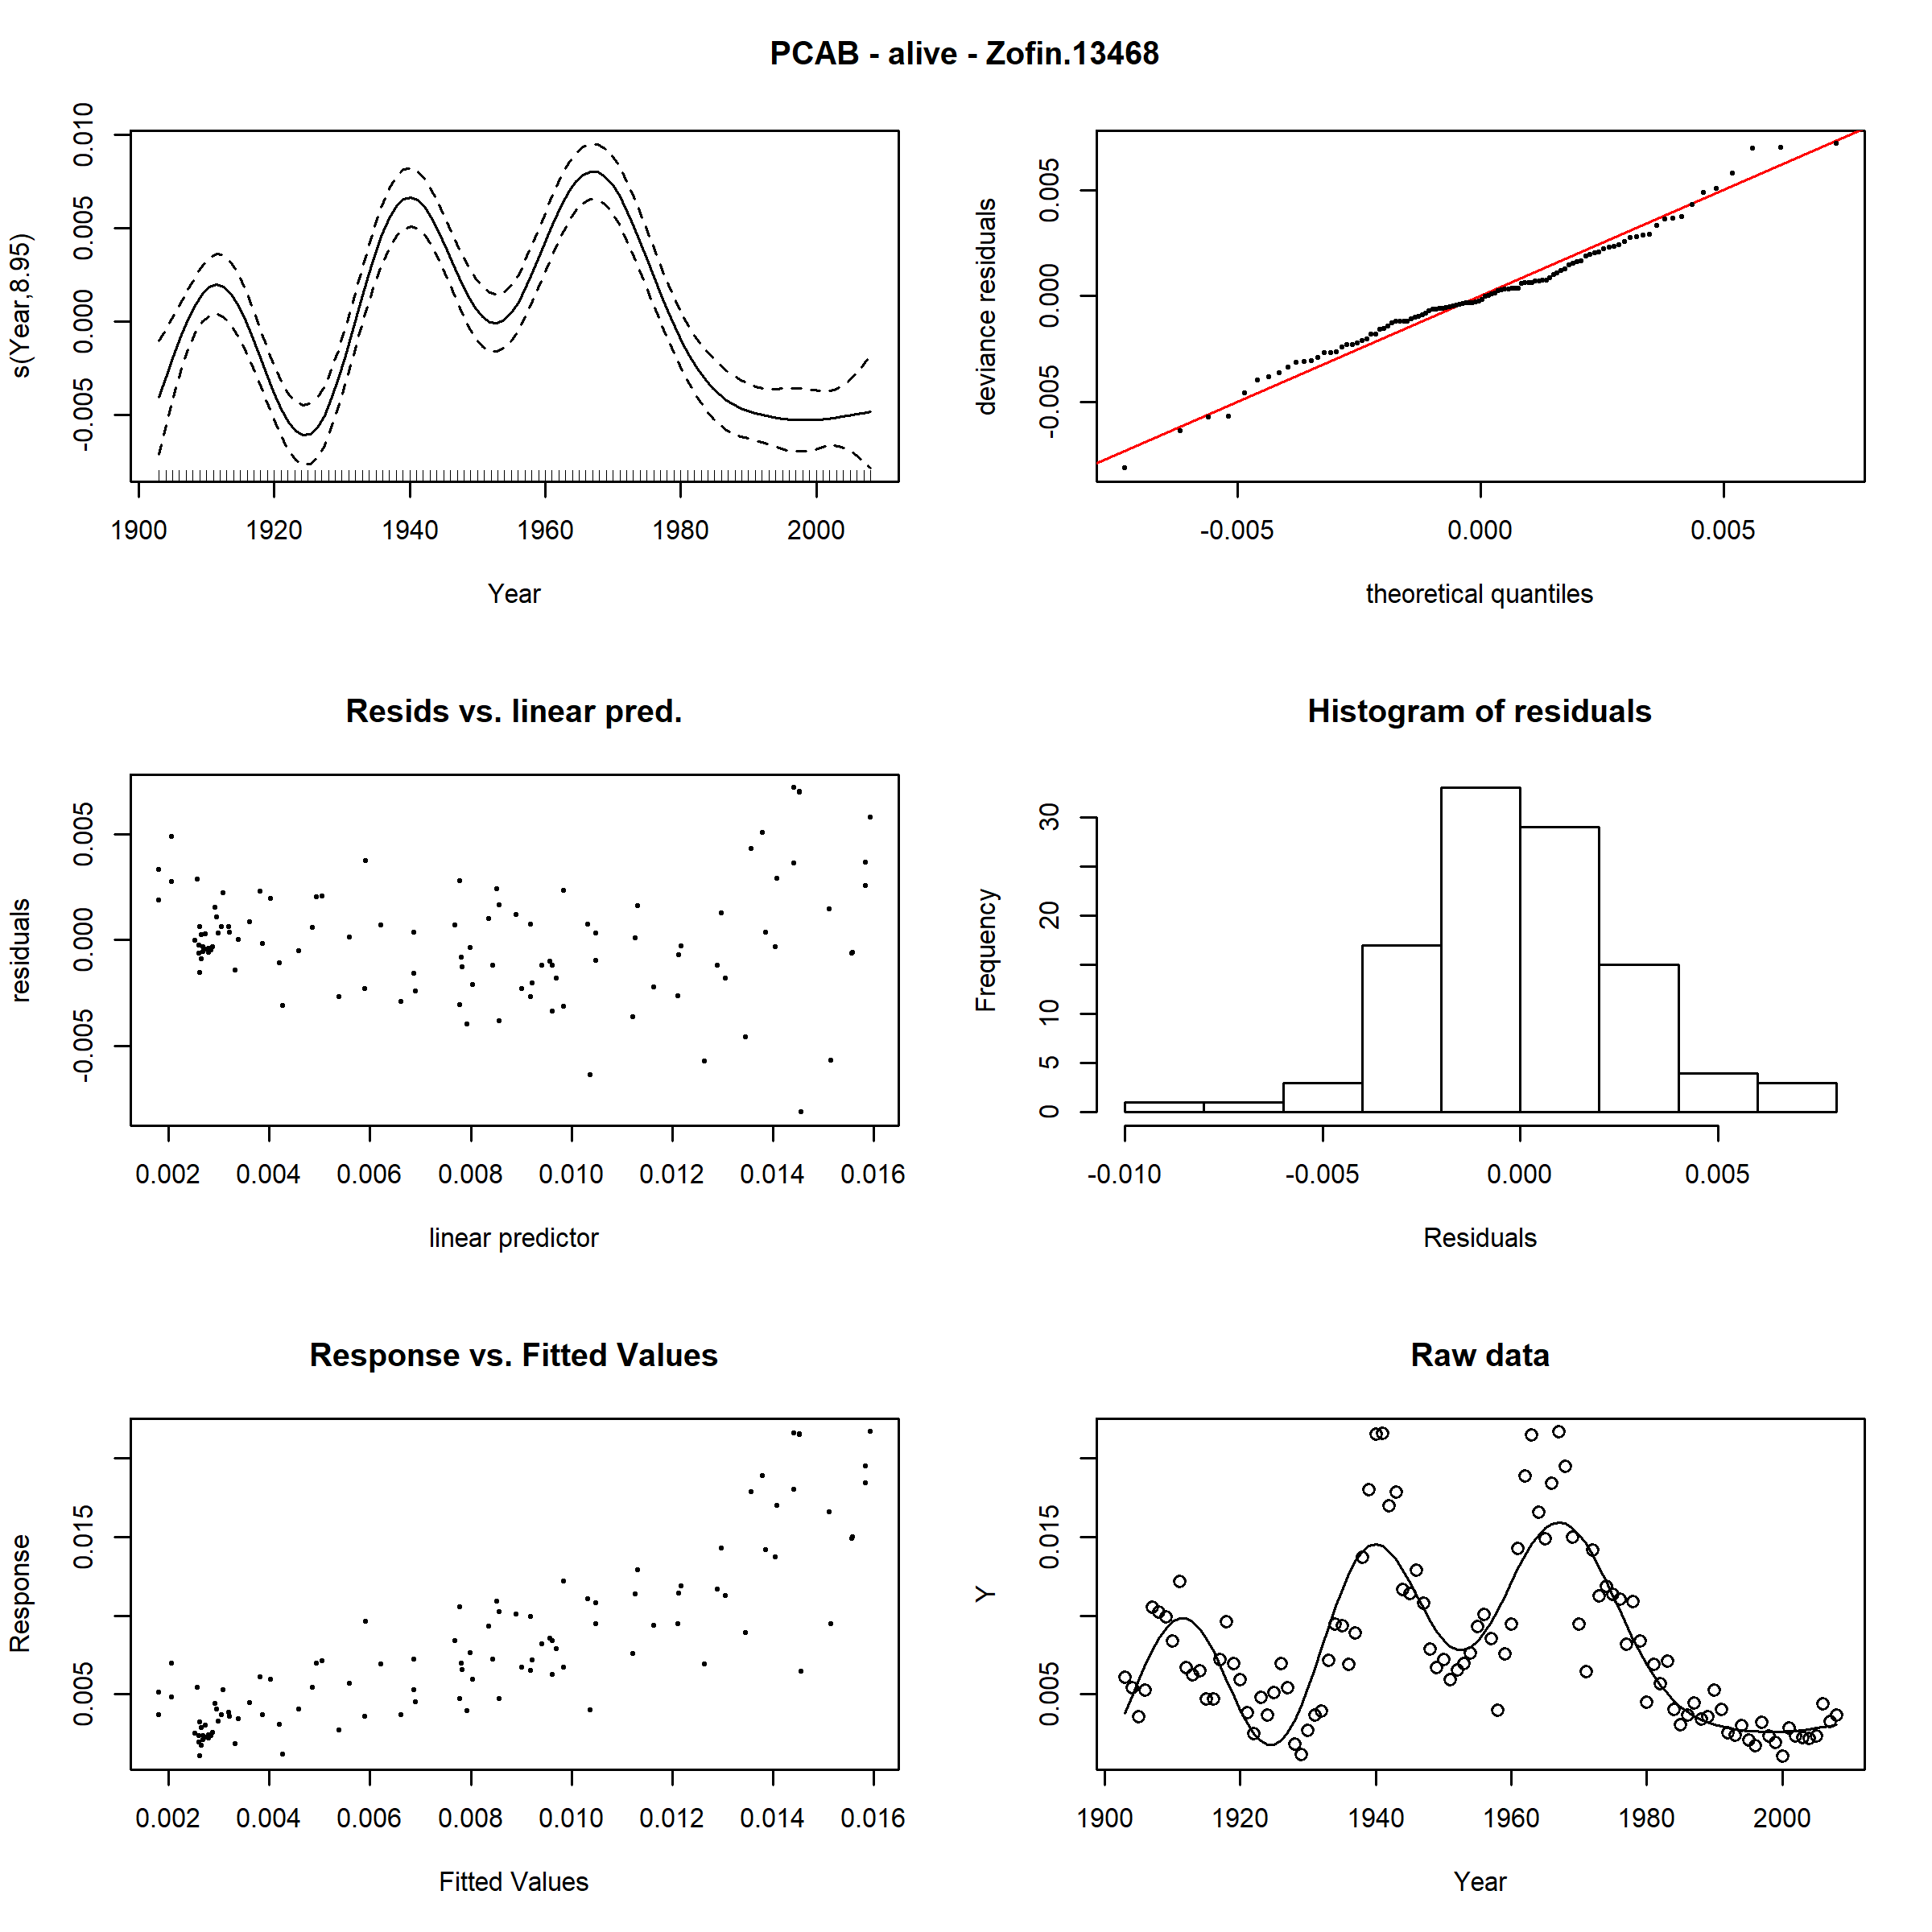 PCAB - alive - Zofin.13468
s(Year,8.95)
-0.005 0.000 0.005 0.010
1900 1920 1940 1960 1980 2000
Year
deviance residuals
-0.005 0.000 0.005
-0.005 0.000 0.005
theoretical quantiles
Resids vs. linear pred.
residuals
-0.005 0.000 0.005
0.002 0.004 0.006 0.008 0.010 0.012 0.014 0.016
linear predictor
Histogram of residuals
Frequency
0 5 10 20 30
-0.010 -0.005 0.000 0.005
Residuals
Response vs. Fitted Values
Response
0.005 0.015
0.002 0.004 0.006 0.008 0.010 0.012 0.014 0.016
Fitted Values
Raw data
Y
0.005 0.015
1900 1920 1940 1960 1980 2000
Year